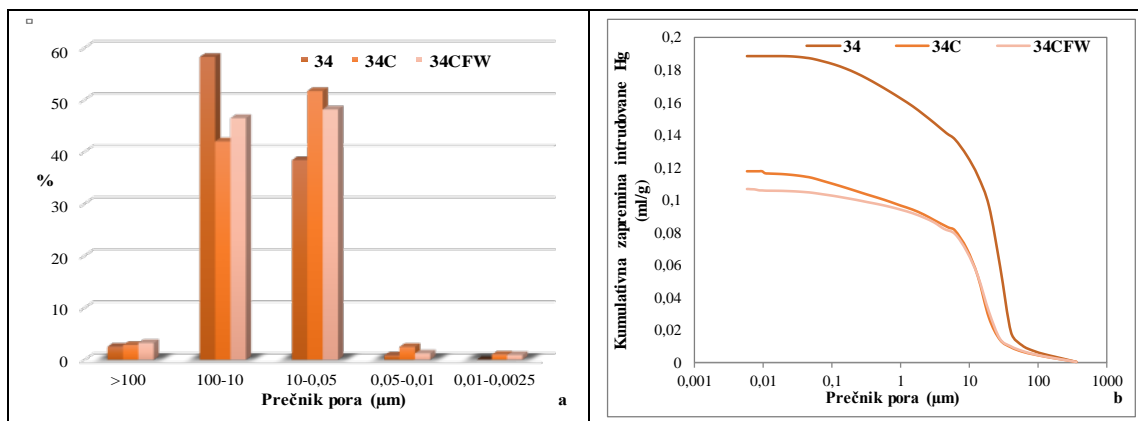 60
50
40
30
20
10
0
%
34 34C 34CFW
>100 100-10 10-0,05 0,05-0,01 0,01-0,0025
Prečnik pora (µm)
a
Kumulativna zapremina intrudovane Hg
(ml/g)
0,2
0,18
0,16
0,14
0,12
0,1
0,08
0,06
0,04
0,02
0
34 34C 34CFW
0,001 0,01 0,1 1 10 100 1000
Prečnik pora (µm)
b